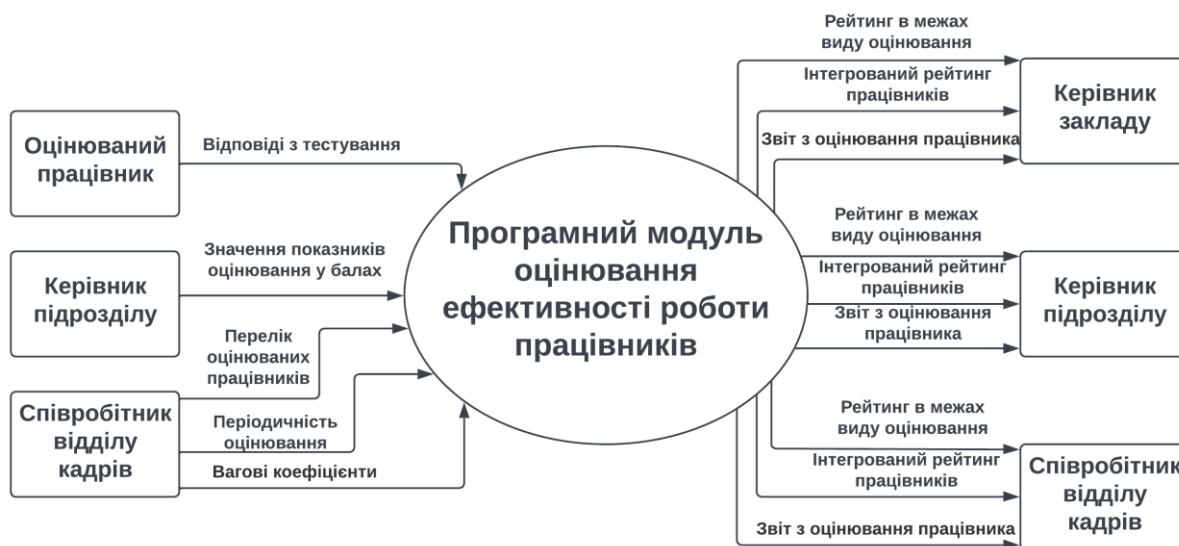 Оцінюваний
працівник
Відповіді з тестування
Керівник
підрозділу
Значення показників
оцінювання у балах
Співробітник
відділу
кадрів
Перелік
оцінюваних
працівників
Періодичність
оцінювання
Вагові коефіцієнти
Програмний модуль
оцінювання
ефективності роботи
працівників
Рейтинг в межах
виду оцінювання
Інтегрований рейтинг
працівників
Звіт з оцінювання працівника
Керівник
закладу
Рейтинг в межах
виду оцінювання
Інтегрований рейтинг
працівників
Звіт з оцінювання
працівника
Керівник
підрозділу
Рейтинг в межах
виду оцінювання
Інтегрований рейтинг
працівників
Звіт з оцінювання працівника
Співробітник
відділу
кадрів